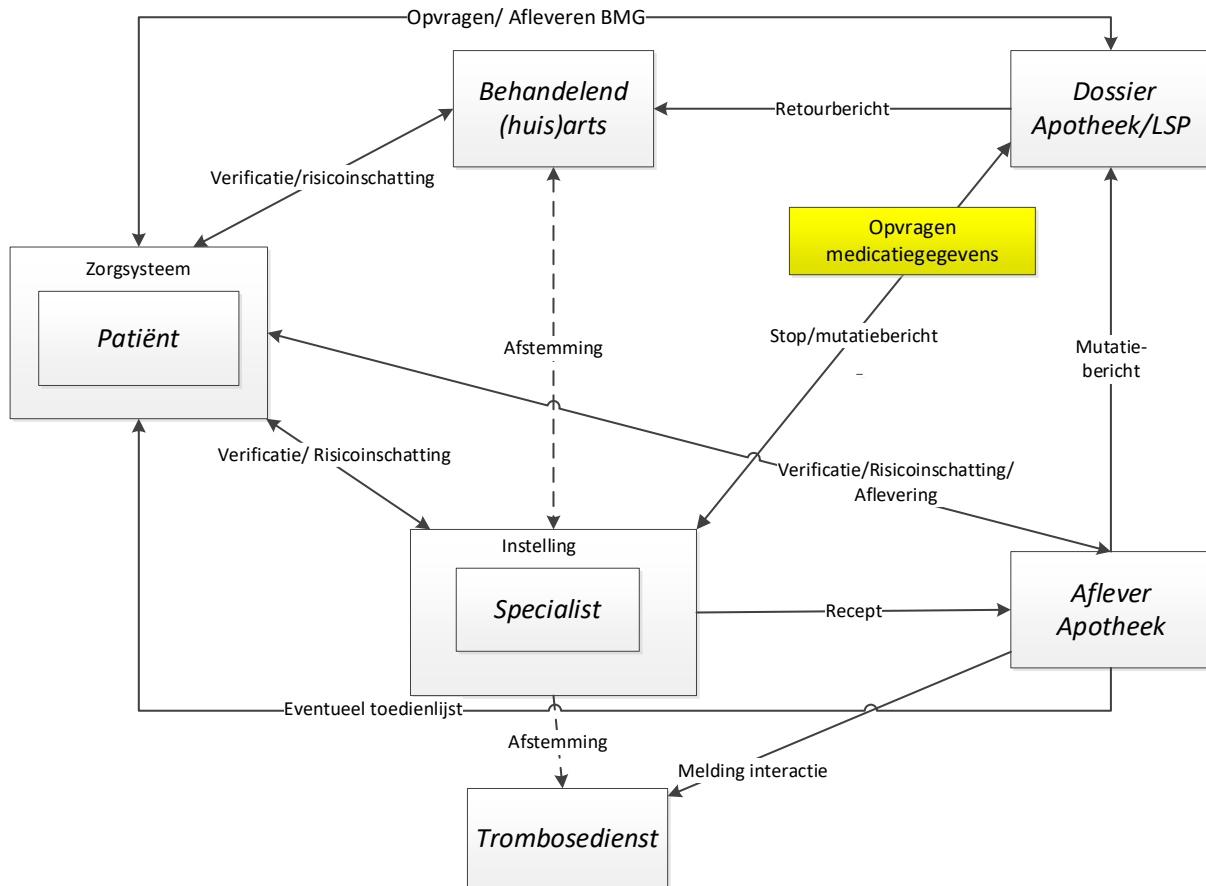 Opvragen/ Afleveren BMG
Behandelend
(huis)arts
Retourbericht
Dossier
Apotheek/LSP
Verificatie/risicoinschatting
Opvragen
medicatiegegevens
Zorgsysteem
Patiënt
Afstemming
Stop/mutatiebericht
–
Mutatie-
bericht
Verificatie/ Risicoinschatting
Verificatie/Risicoinschatting/
Aflevering
Instelling
Specialist
Recept
Aflever
Apotheek
Eventueel toedienlijst
Afstemming
Melding interactie
Trombosedienst